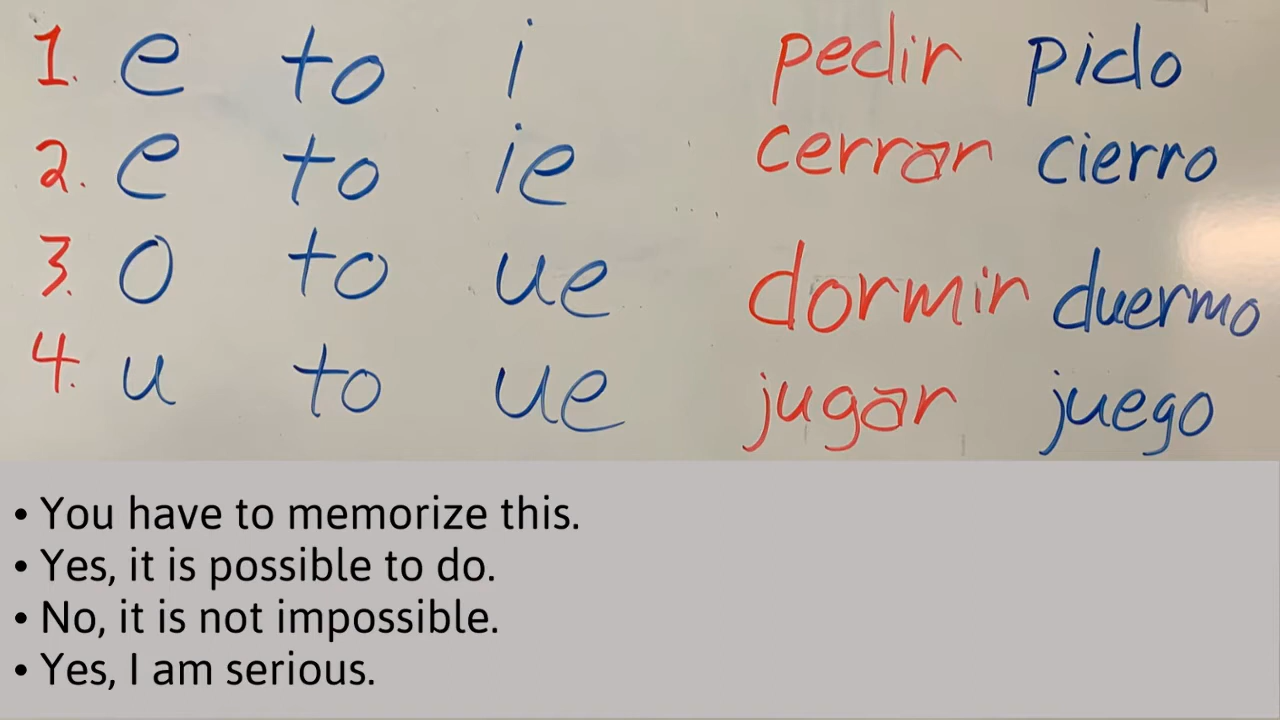 1. e to i pedir pido
2. e to ie cerrar cierro
3. o to ue dormir duermo
4. u to ue jugar juego
• You have to memorize this.
• Yes, it is possible to do.
• No, it is not impossible.
• Yes, I am serious.